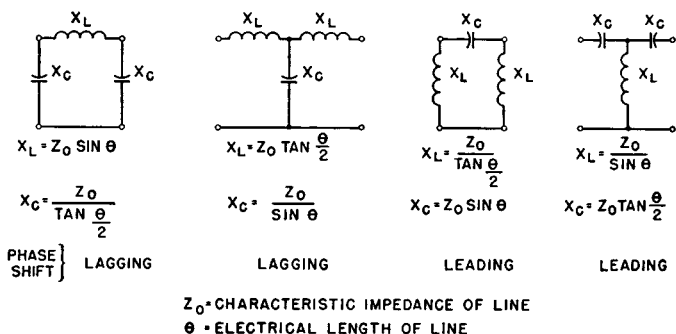 X_L
X_C X_C
X_L = Z_O SIN θ
X_C = Z_O / TAN θ/2
X_L X_L
X_C
X_L = Z_O TAN θ/2
X_C = Z_O / SIN θ
X_C
X_L X_L
X_L = Z_O / TAN θ/2
X_C = Z_O SIN θ
X_C X_C
X_L
X_L = Z_O / SIN θ
X_C = Z_O TAN θ/2
PHASE SHIFT } LAGGING LAGGING LEADING LEADING
Z_O = CHARACTERISTIC IMPEDANCE OF LINE
θ = ELECTRICAL LENGTH OF LINE